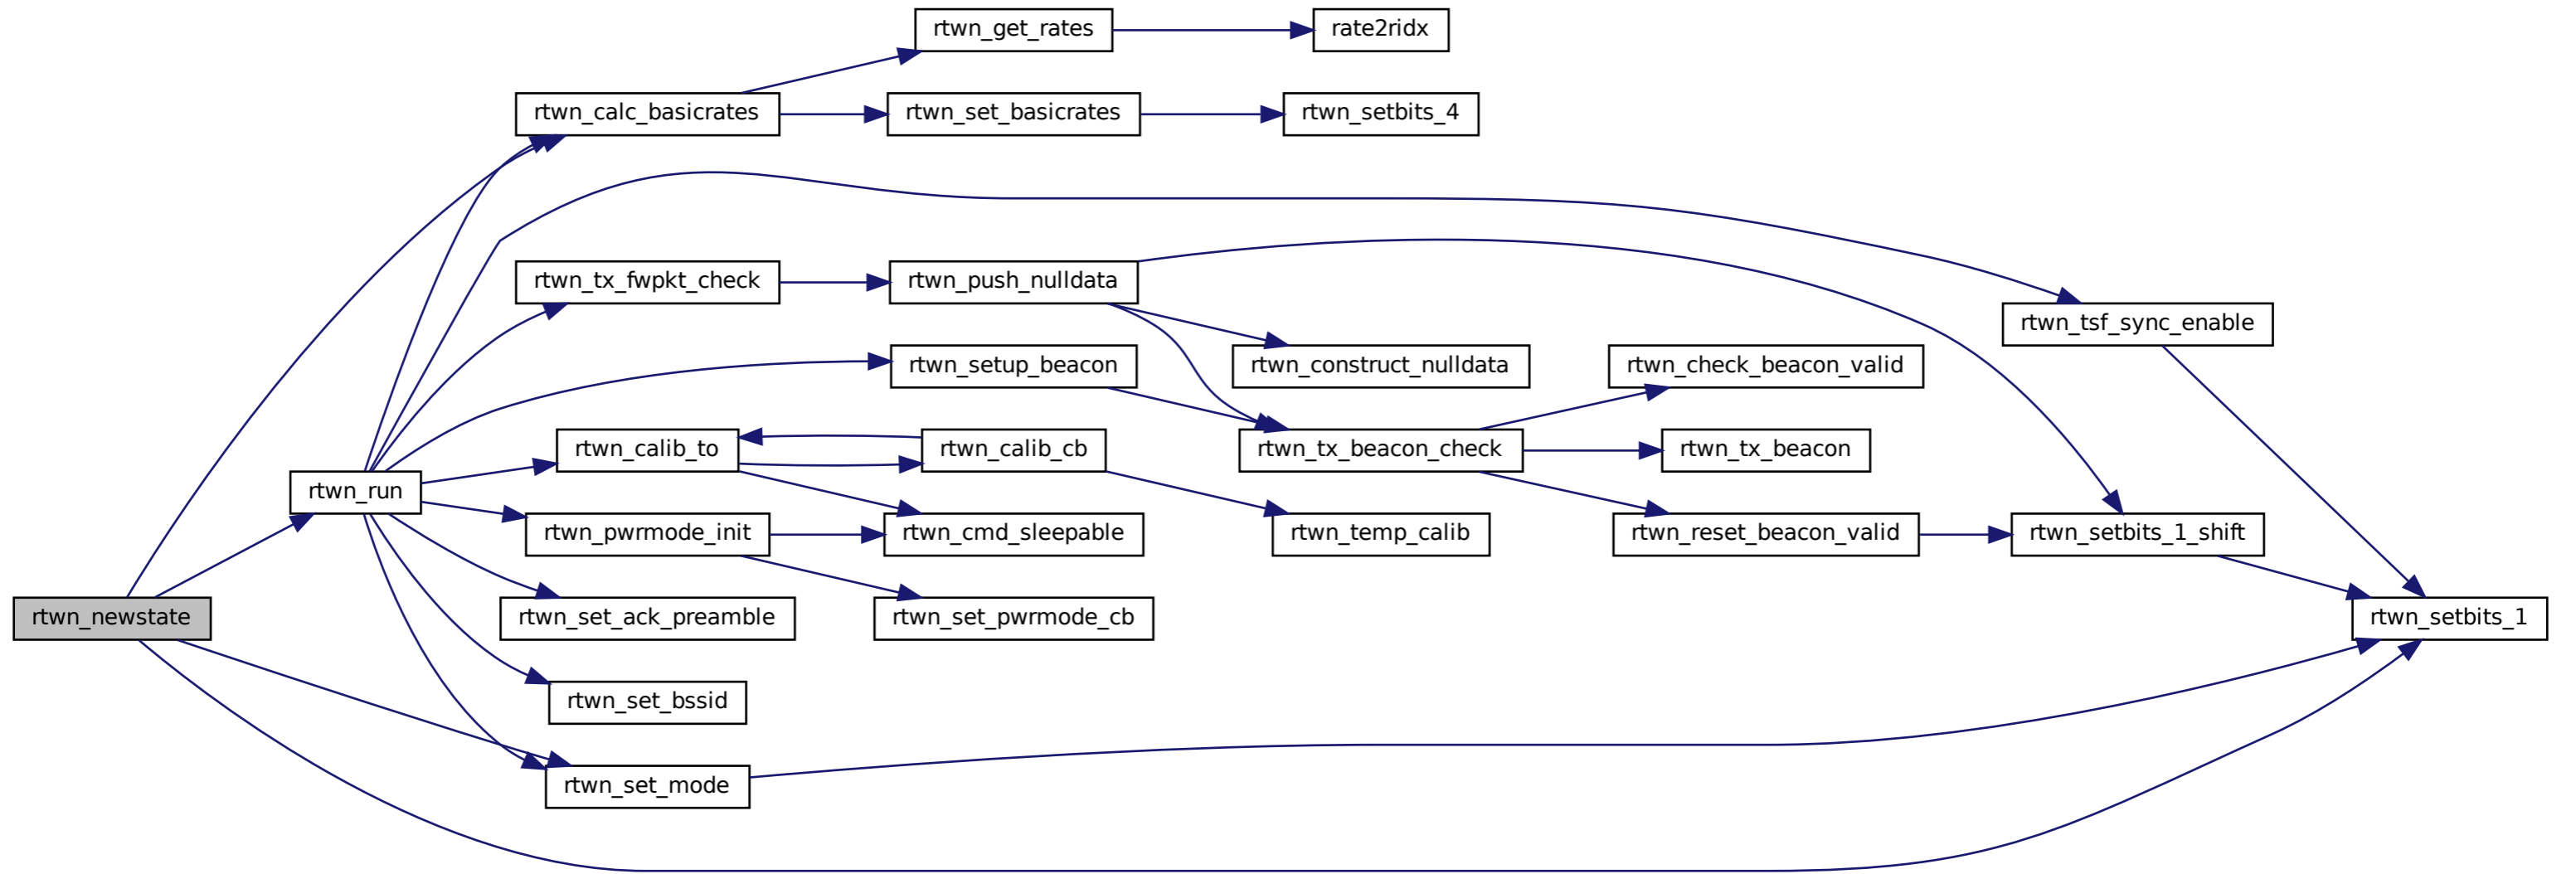 rtwn_get_rates
rate2ridx
rtwn_calc_basicrates
rtwn_set_basicrates
rtwn_setbits_4
rtwn_tx_fwpkt_check
rtwn_push_nulldata
rtwn_tsf_sync_enable
rtwn_setup_beacon
rtwn_construct_nulldata
rtwn_check_beacon_valid
rtwn_calib_to
rtwn_calib_cb
rtwn_tx_beacon_check
rtwn_tx_beacon
rtwn_run
rtwn_pwrmode_init
rtwn_cmd_sleepable
rtwn_temp_calib
rtwn_reset_beacon_valid
rtwn_setbits_1_shift
rtwn_newstate
rtwn_set_ack_preamble
rtwn_set_pwrmode_cb
rtwn_setbits_1
rtwn_set_bssid
rtwn_set_mode